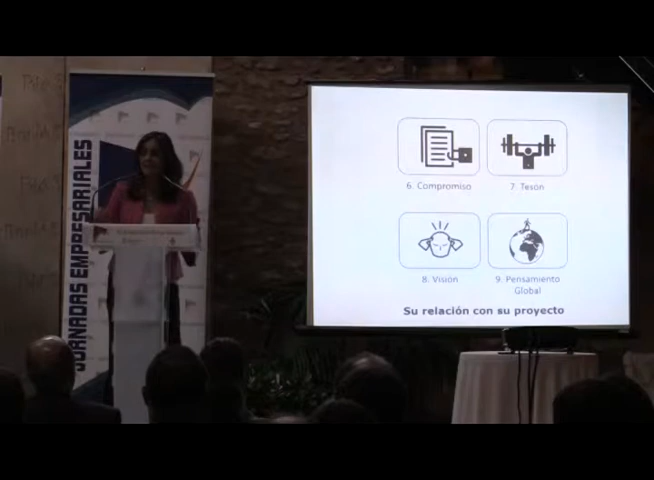 JORNADAS EMPRESARIALES
6. Compromiso
7. Tesón
8. Visión
9. Pensamiento
Global
Su relación con su proyecto